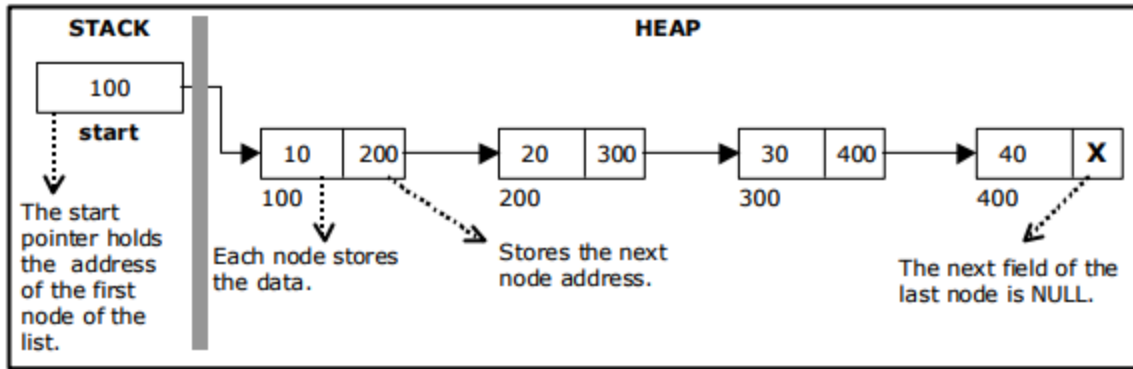 STACK
HEAP
100
start
10 200
20 300
30 400
40 X
100
200
300
400
The start
pointer holds
the address
of the first
node of the
list.
Each node stores
the data.
Stores the next
node address.
The next field of the
last node is NULL.